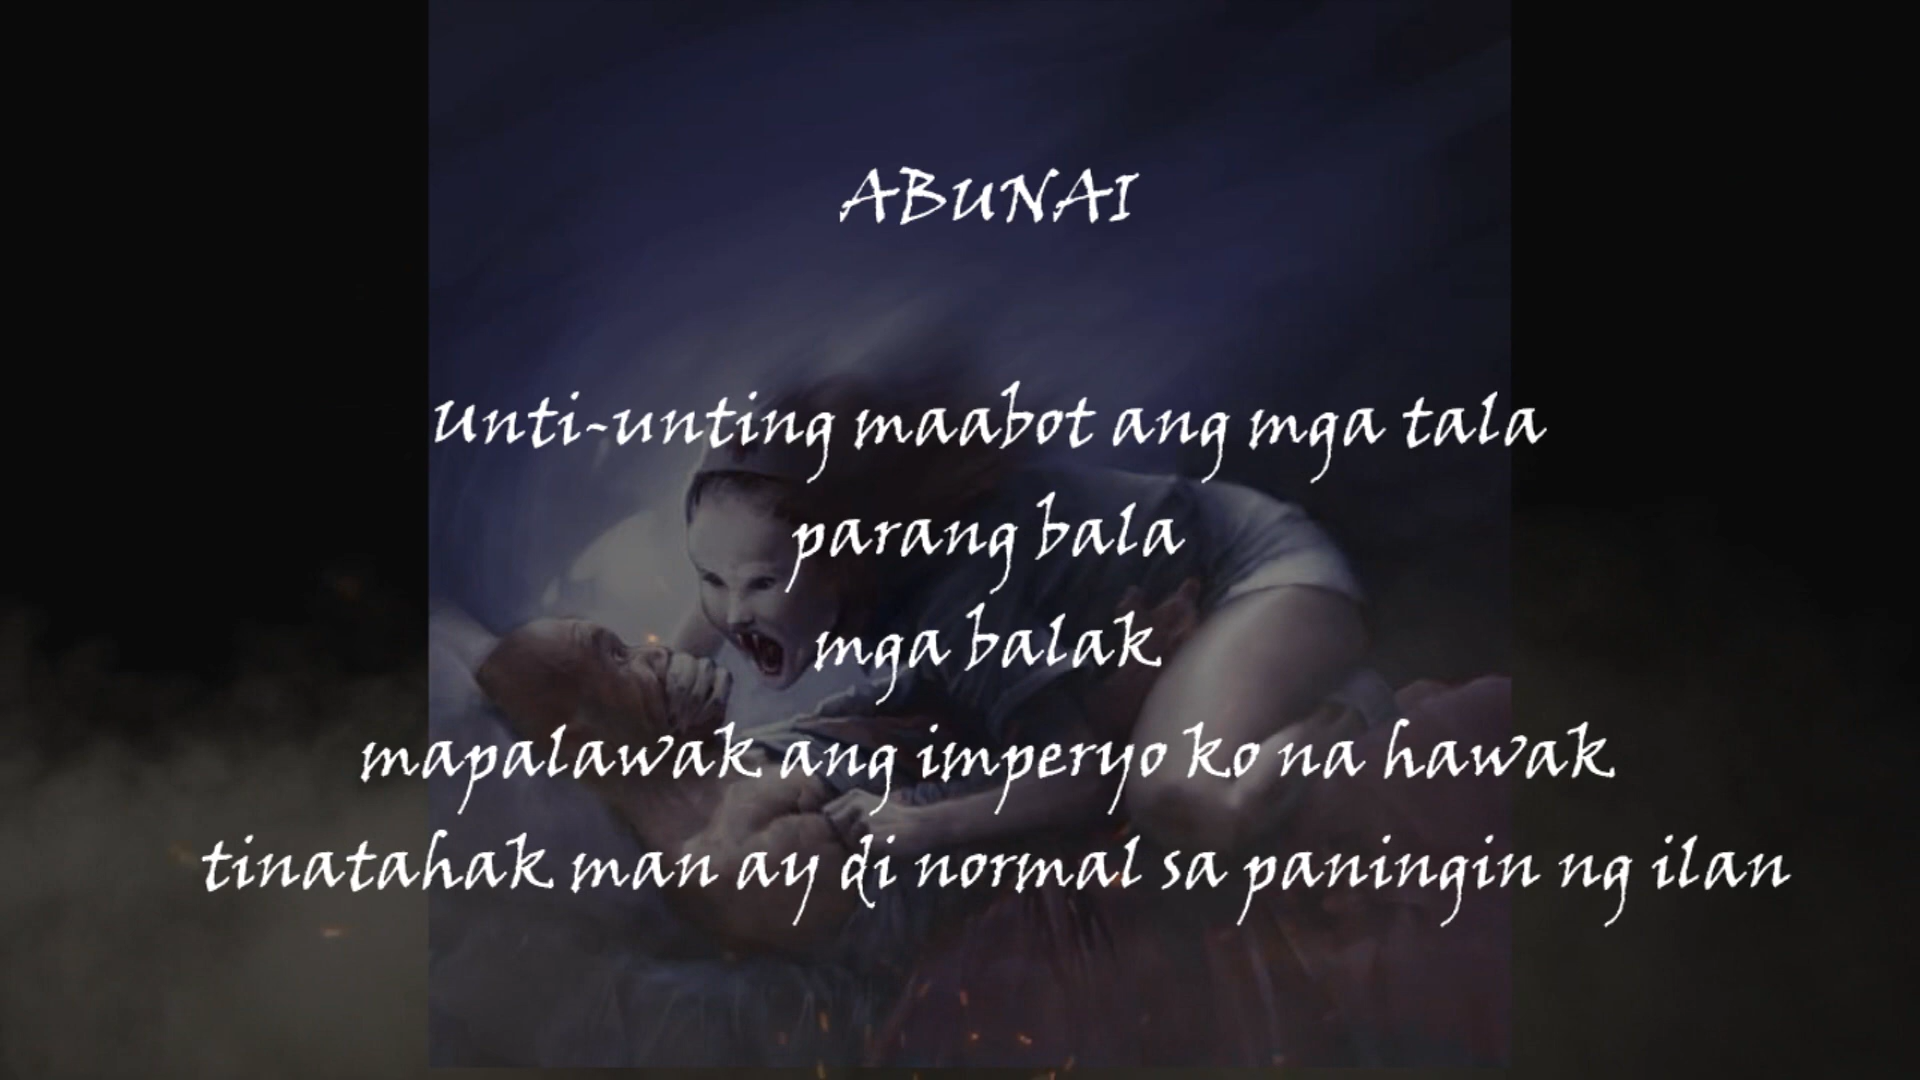 ABUNAI
Unti-unting maabot ang mga tala
parang bala
mga balak
mapalawak ang imperyo ko na hawak
tinatahak man ay di normal sa paningin ng ilan